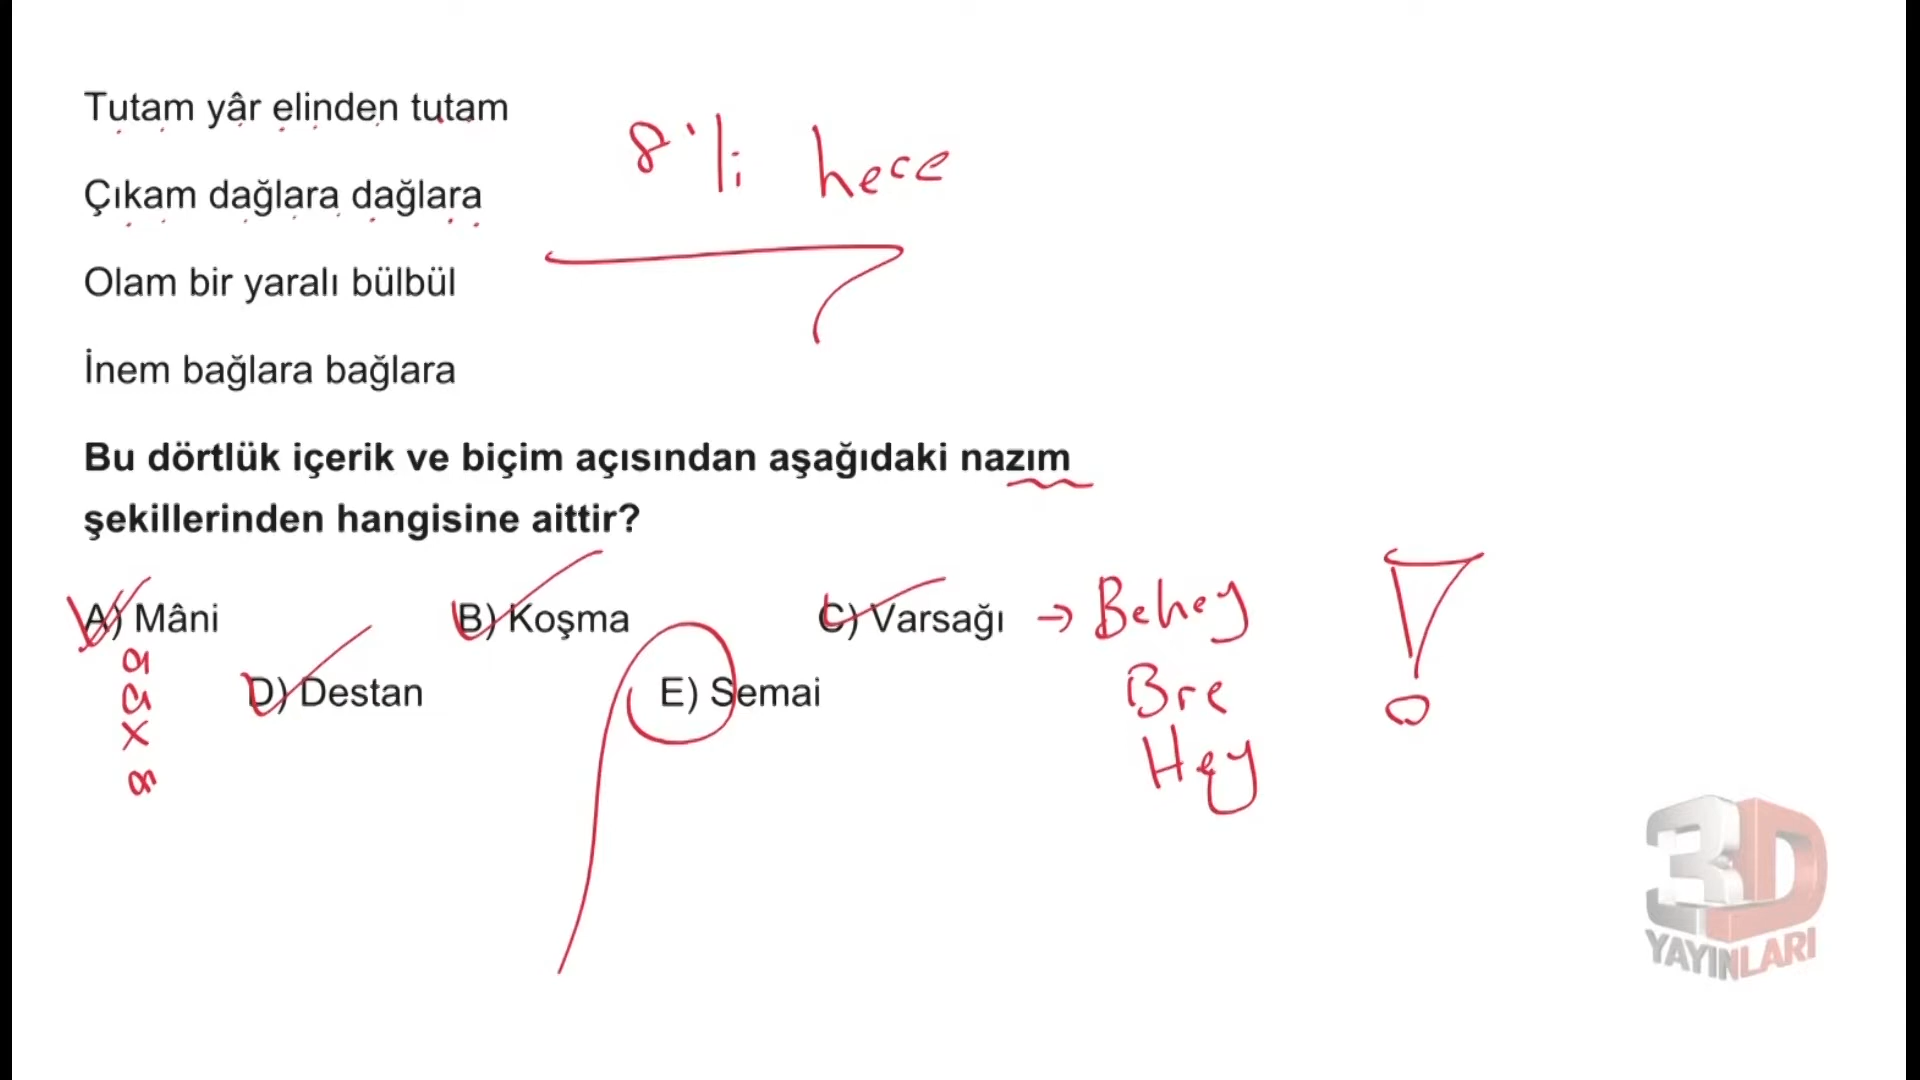 Tutam yâr elinden tutam
8'li hece
Çıkam dağlara dağlara
Olam bir yaralı bülbül
İnem bağlara bağlara
Bu dörtlük içerik ve biçim açısından aşağıdaki nazım
şekillerinden hangisine aittir?
A) Mâni B) Koşma C) Varsağı → Behey !
a
a
x
a
D) Destan E) Semai Bre
Hey
3D
YAYINLARI